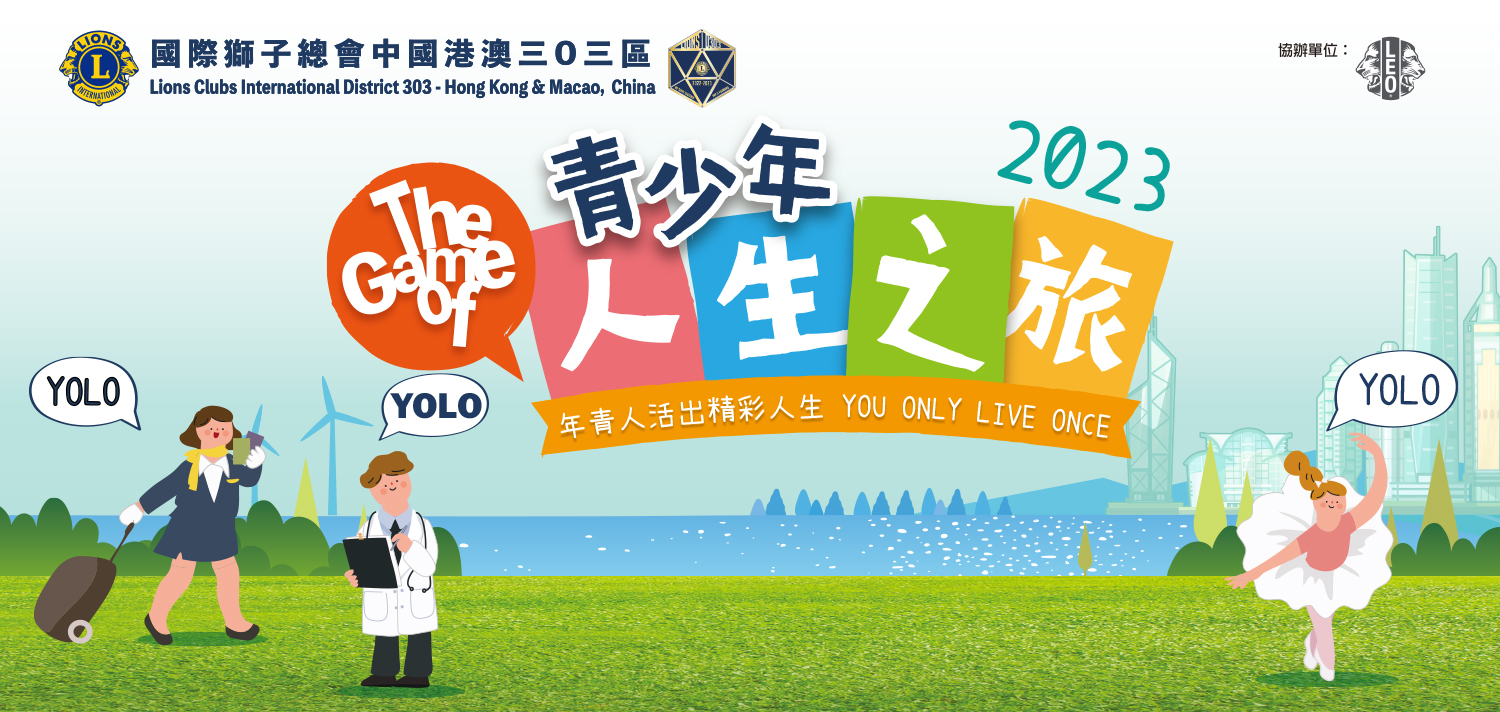 LIONS
L
INTERNATIONAL
國際獅子總會中國港澳三O三區
Lions Clubs International District 303 - Hong Kong & Macao, China
協辦單位：
LEO
2023
青少年
The
Game
of
人生之旅
年青人活出精彩人生 YOU ONLY LIVE ONCE
YOLO
YOLO
YOLO